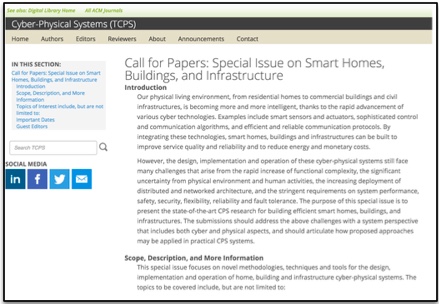 See also: Digital Library Home All ACM Journals
Cyber-Physical Systems (TCPS)
Home Authors Editors Reviewers About Announcements Contact
IN THIS SECTION:
Call for Papers: Special Issue on Smart
Homes, Buildings, and Infrastructure
Introduction
Scope, Description, and More
Information
Topics of Interest include, but are not
limited to:
Important Dates
Guest Editors
Search TCPS
SOCIAL MEDIA
in f
Call for Papers: Special Issue on Smart Homes,
Buildings, and Infrastructure
Introduction
Our physical living environment, from residential homes to commercial buildings and civil
infrastructures, is becoming more and more intelligent, thanks to the rapid advancement of
various cyber technologies. Examples include smart sensors and actuators, sophisticated control
and communication algorithms, and efficient and reliable communication protocols. By
integrating these technologies, smart homes, buildings and infrastructures can be built to
improve service quality and reliability and to reduce energy and monetary costs.
However, the design, implementation and operation of these cyber-physical systems still face
many challenges that arise from the rapid increase of functional complexity, the significant
uncertainty from physical environment and human activities, the increasing deployment of
distributed and networked architecture, and the stringent requirements on system performance,
safety, security, flexibility, reliability and fault tolerance. The purpose of this special issue is to
present the state-of-the-art CPS research for building efficient smart homes, buildings, and
infrastructures. The submissions should address the above challenges with a system perspective
that includes both cyber and physical aspects, and should articulate how proposed approaches
may be applied in practical CPS systems.
Scope, Description, and More Information
This special issue focuses on novel methodologies, techniques and tools for the design,
implementation and operation of home, building and infrastructure cyber-physical systems. The
topics to be covered include, but are not limited to: